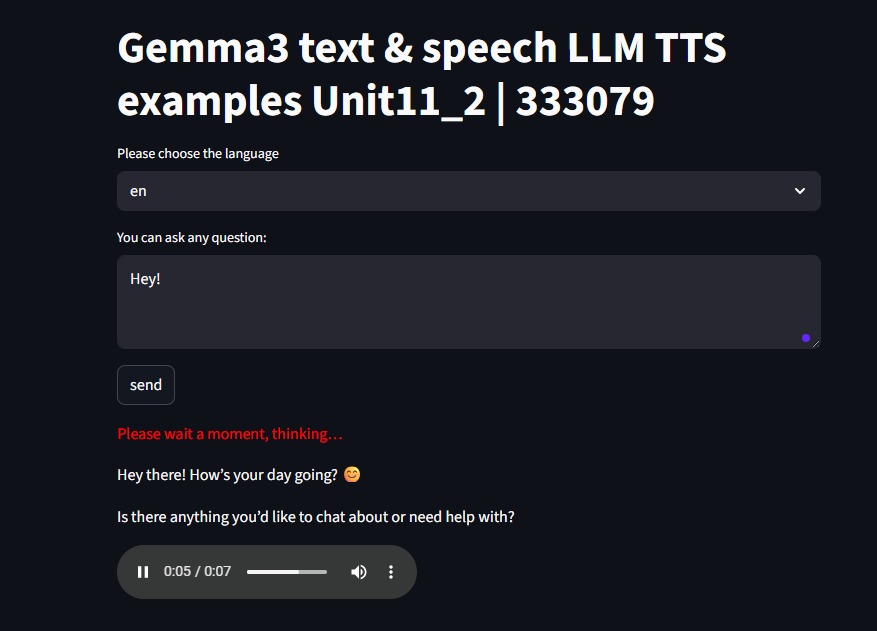 Gemma3 text & speech LLM TTS
examples Unit11_2 | 333079
Please choose the language
en
You can ask any question:
Hey!
send
Please wait a moment, thinking…
Hey there! How’s your day going? 😊
Is there anything you’d like to chat about or need help with?
0:05 / 0:07